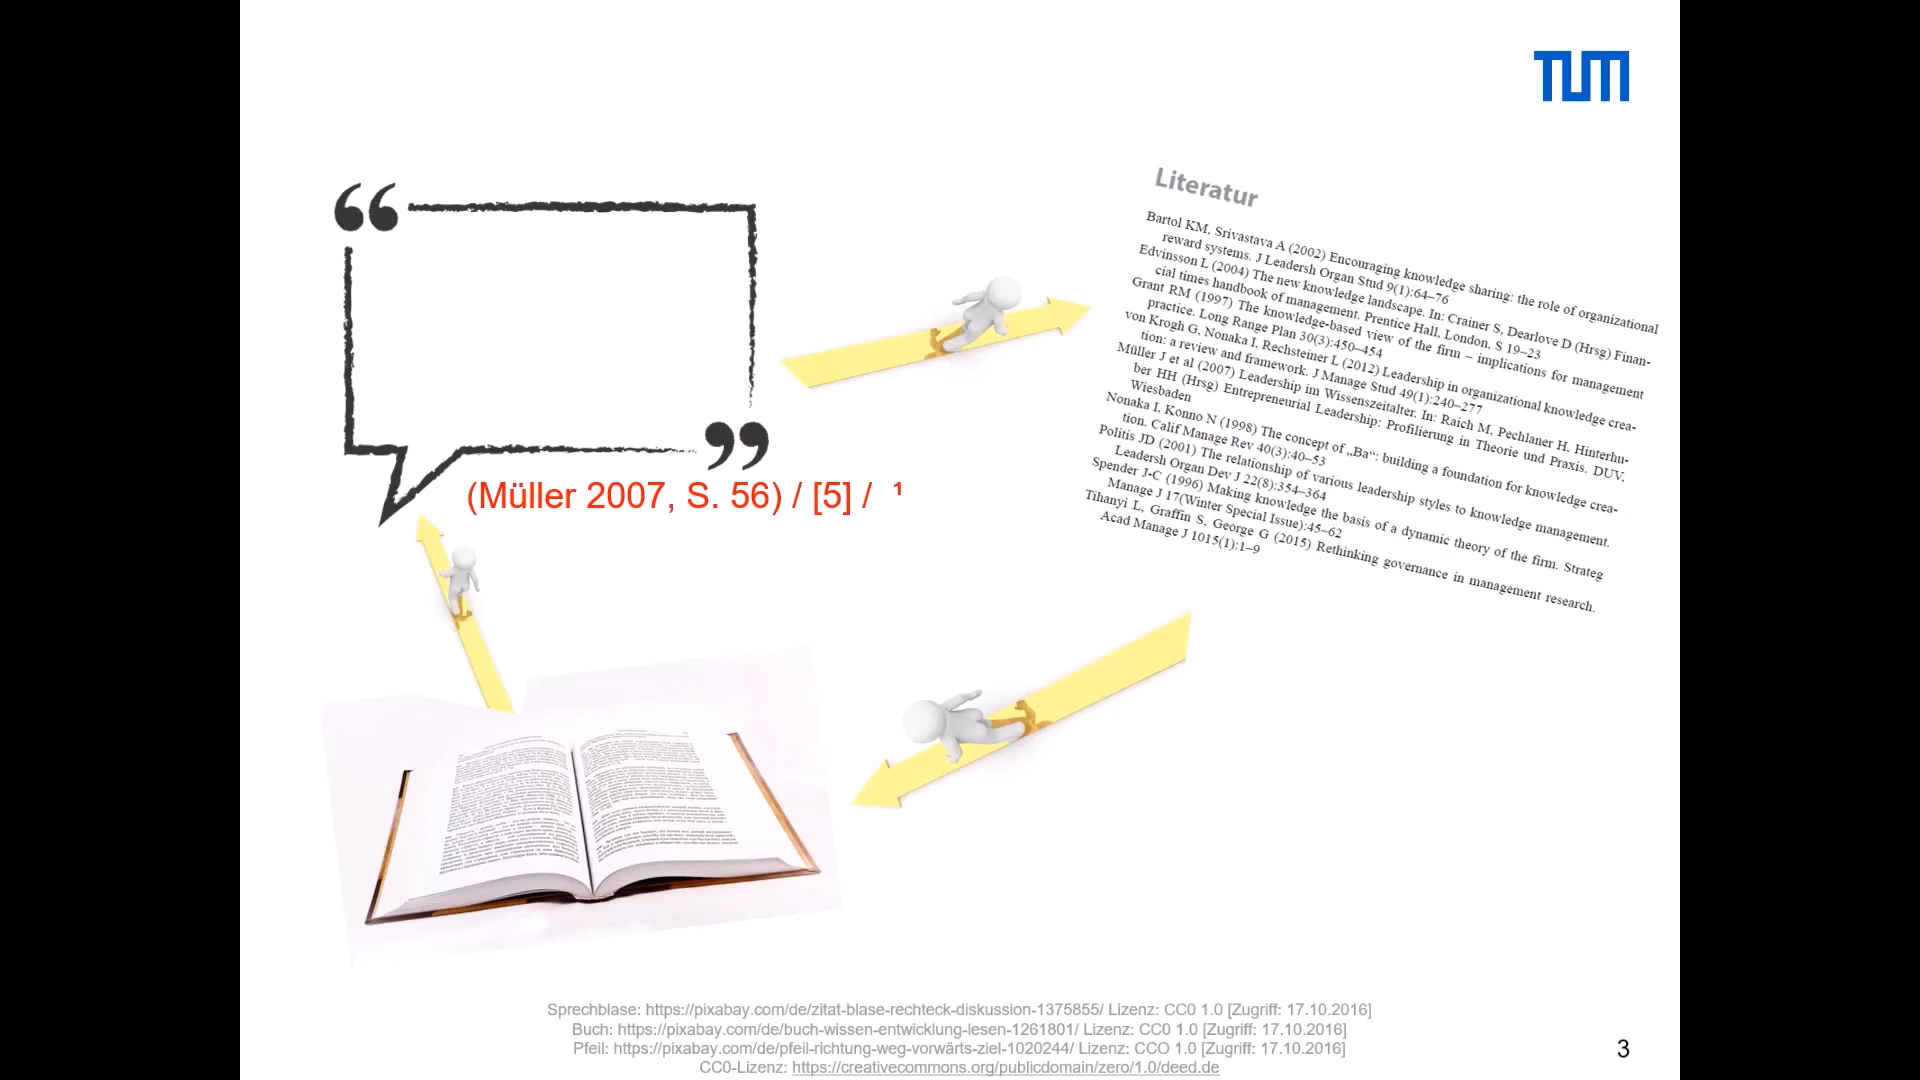 TUM
“
”
(Müller 2007, S. 56) / [5] / ¹
Literatur
Bartol KM, Srivastava A (2002) Encouraging knowledge sharing: the role of organizational
reward systems. J Leadersh Organ Stud 9(1):64–76
Edvinsson L (2004) The new knowledge landscape. In: Crainer S, Dearlove D (Hrsg) Finan-
cial times handbook of management. Prentice Hall, London, S 19–23
Grant RM (1997) The knowledge-based view of the firm – implications for management
practice. Long Range Plan 30(3):450–454
von Krogh G, Nonaka I, Rechsteiner L (2012) Leadership in organizational knowledge crea-
tion: a review and framework. J Manage Stud 49(1):240–277
Müller J et al (2007) Leadership im Wissenszeitalter. In: Raich M, Pechlaner H, Hinterhu-
ber HH (Hrsg) Entrepreneurial Leadership: Profilierung in Theorie und Praxis. DUV,
Wiesbaden
Nonaka I, Konno N (1998) The concept of „Ba“: building a foundation for knowledge crea-
tion. Calif Manage Rev 40(3):40–53
Politis JD (2001) The relationship of various leadership styles to knowledge management.
Leadersh Organ Dev J 22(8):354–364
Spender J-C (1996) Making knowledge the basis of a dynamic theory of the firm. Strateg
Manage J 17(Winter Special Issue):45–62
Tihanyi L, Graffin S, George G (2015) Rethinking governance in management research.
Acad Manage J 1015(1):1–9
Sprechblase: https://pixabay.com/de/zitat-blase-rechteck-diskussion-1375855/ Lizenz: CC0 1.0 [Zugriff: 17.10.2016]
Buch: https://pixabay.com/de/buch-wissen-entwicklung-lesen-1261801/ Lizenz: CC0 1.0 [Zugriff: 17.10.2016]
Pfeil: https://pixabay.com/de/pfeil-richtung-weg-vorwärts-ziel-1020244/ Lizenz: CCO 1.0 [Zugriff: 17.10.2016]
CC0-Lizenz: https://creativecommons.org/publicdomain/zero/1.0/deed.de
3